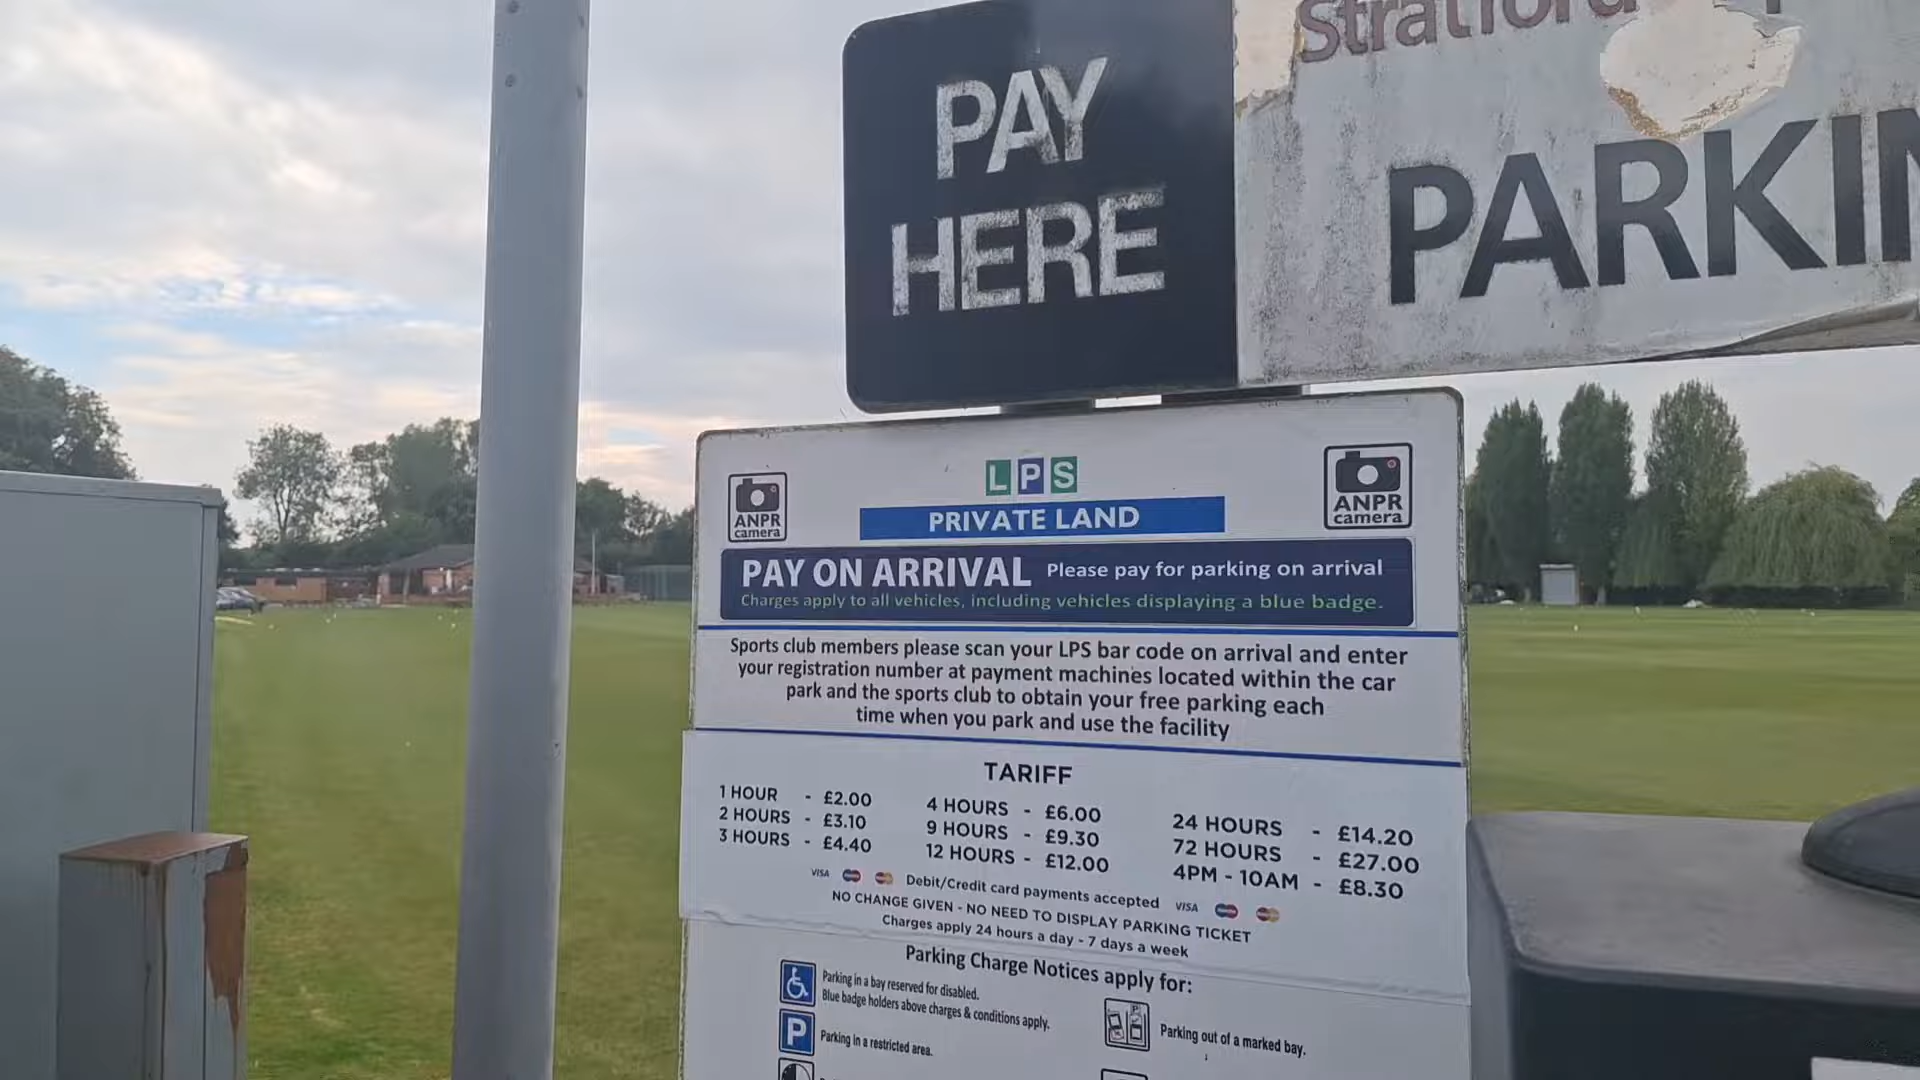 Stratford
PAY
HERE
PARKIN
LPS
ANPR
camera
ANPR
camera
PRIVATE LAND
PAY ON ARRIVAL Please pay for parking on arrival
Charges apply to all vehicles, including vehicles displaying a blue badge.
Sports club members please scan your LPS bar code on arrival and enter
your registration number at payment machines located within the car
park and the sports club to obtain your free parking each
time when you park and use the facility
TARIFF
1 HOUR - £2.00
2 HOURS - £3.10
3 HOURS - £4.40
4 HOURS - £6.00
9 HOURS - £9.30
12 HOURS - £12.00
24 HOURS - £14.20
72 HOURS - £27.00
4PM - 10AM - £8.30
VISA Debit/Credit card payments accepted VISA
NO CHANGE GIVEN - NO NEED TO DISPLAY PARKING TICKET
Charges apply 24 hours a day - 7 days a week
Parking Charge Notices apply for:
Parking in a bay reserved for disabled.
Blue badge holders above charges & conditions apply.
P
Parking in a restricted area.
Parking out of a marked bay.